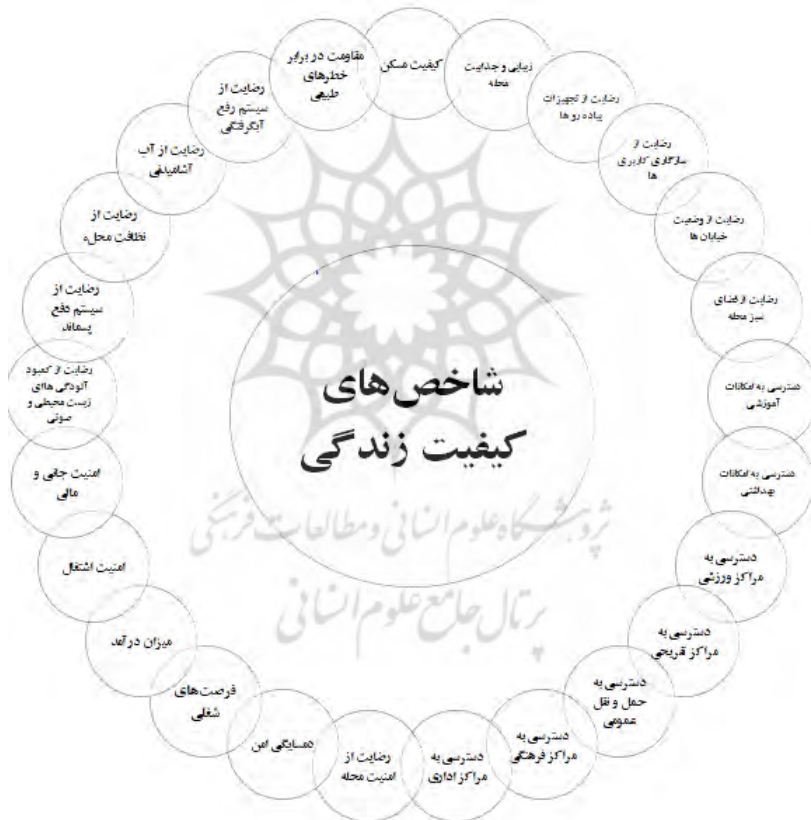 شاخص‌های
کیفیت زندگی
کیفیت مسکن
زیبایی و جذابیت
محله
رضایت از تجهیزات
پیاده رو ها
رضایت از
سازگاری کاربری
ها
رضایت از وضعیت
خیابان ها
رضایت از فضای
سبز محله
دسترسی به امکانات
آموزشی
دسترسی به امکانات
بهداشتی
دسترسی به
مراکز ورزشی
دسترسی به
مراکز تفریحی
دسترسی به
حمل و نقل
عمومی
دسترسی به
مراکز فرهنگی
دسترسی به
مراکز اداری
رضایت از
امنیت محله
همسایگی امن
فرصت‌های
شغلی
میزان درآمد
امنیت اشتغال
امنیت جانی و
مالی
رضایت از کمبود
آلودگی هاای
زیست محیطی و
صوتی
رضایت از
سیستم دفع
پسماند
رضایت از
نظافت محله
رضایت از آب
آشامیدنی
رضایت از
سیستم رفع
آبگرفتگی
مقاومت در برابر
خطرهای
طبیعی
پژوهشگاه علوم انسانی و مطالعات فرهنگی
پرتال جامع علوم انسانی